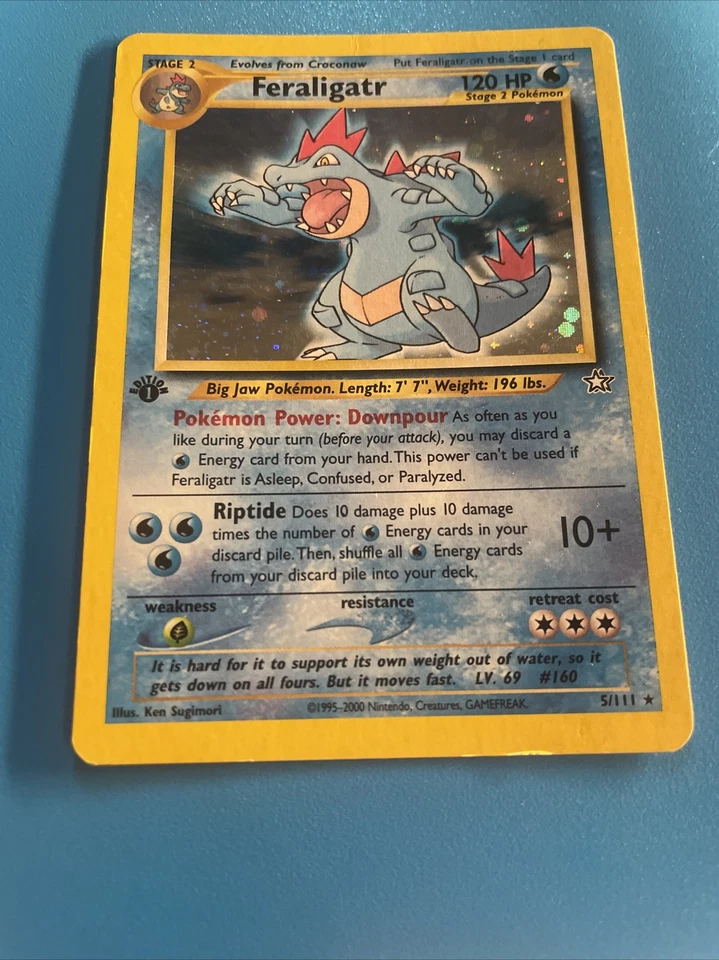 STAGE 2 Evolves from Croconaw Put Feraligatr on the Stage 1 card
Feraligatr 120 HP
Stage 2 Pokémon
EDITION 1
Big Jaw Pokémon. Length: 7' 7", Weight: 196 lbs.
Pokémon Power: Downpour As often as you
like during your turn (before your attack), you may discard a
Energy card from your hand. This power can't be used if
Feraligatr is Asleep, Confused, or Paralyzed.
Riptide Does 10 damage plus 10 damage
times the number of Energy cards in your
discard pile. Then, shuffle all Energy cards
from your discard pile into your deck.
10+
weakness resistance retreat cost
It is hard for it to support its own weight out of water, so it
gets down on all fours. But it moves fast. LV. 69 #160
Illus. Ken Sugimori ©1995-2000 Nintendo, Creatures, GAMEFREAK. 5/111 ★